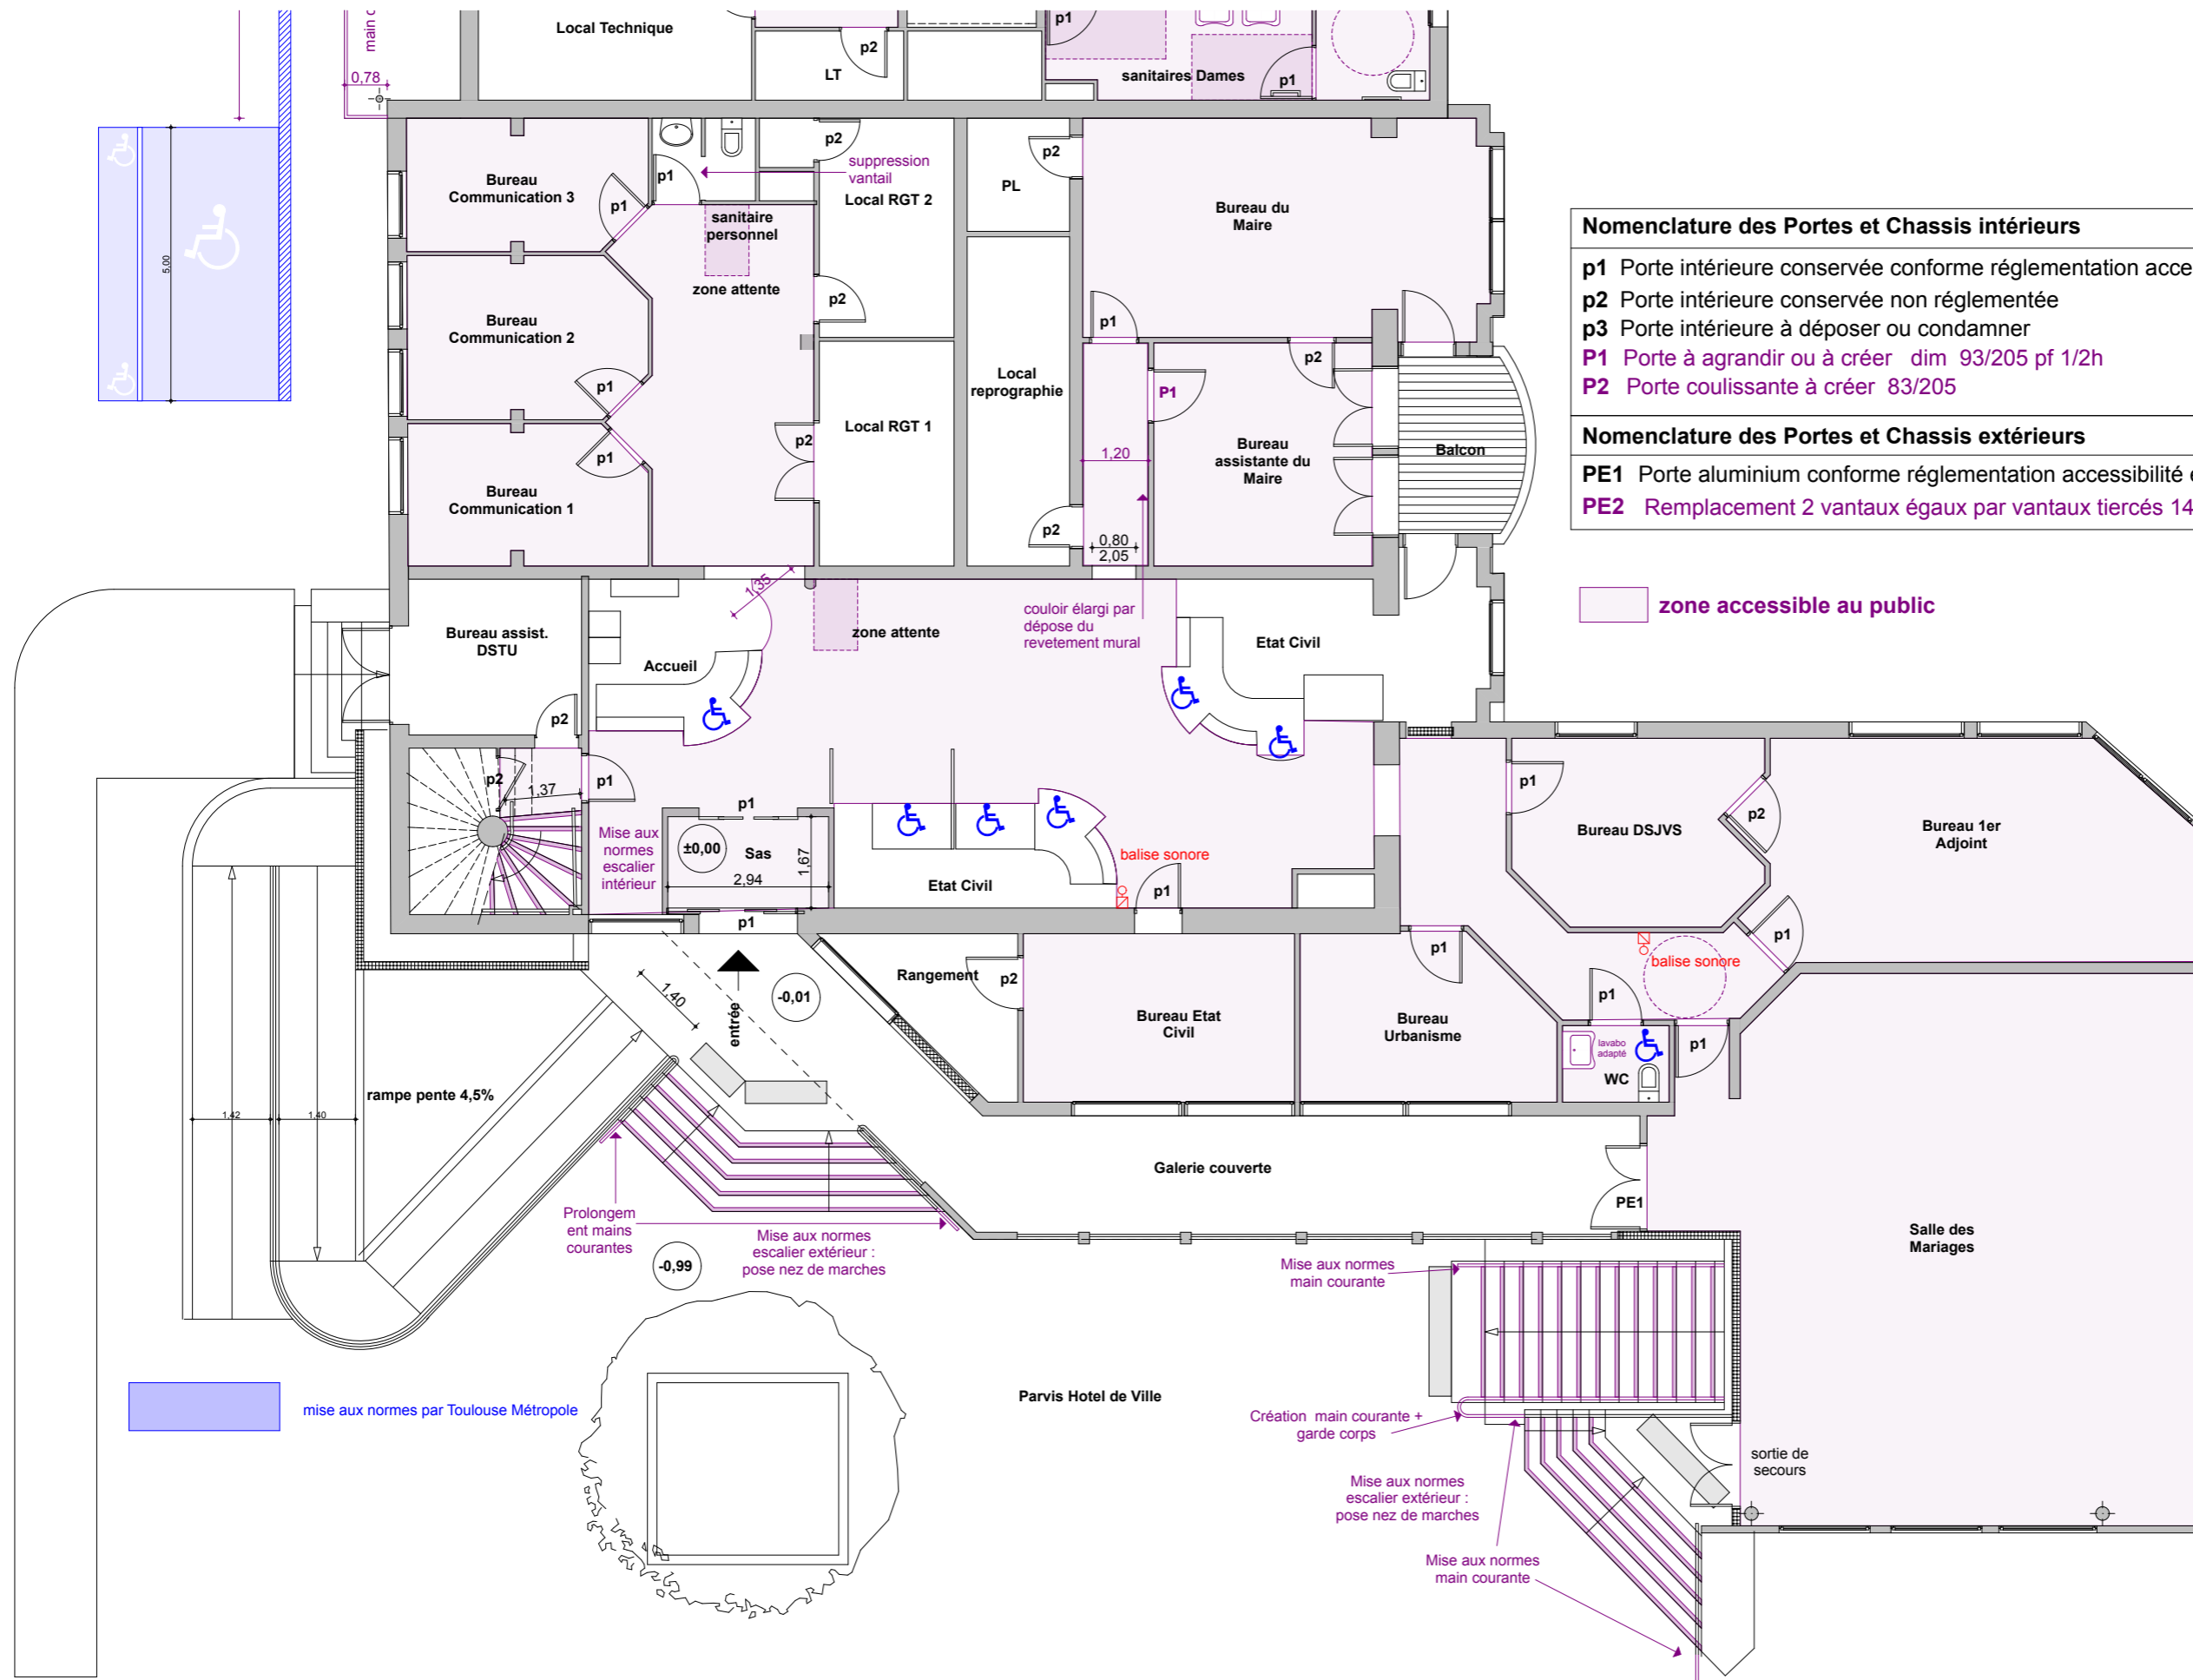 main c
0,78
Local Technique
p2
LT
p1
sanitaires Dames
p1
5,00
Bureau
Communication 3
p1
p1
suppression
vantail
p2
Local RGT 2
sanitaire
personnel
zone attente
p2
PL
p2
Bureau du
Maire
Bureau
Communication 2
p1
p1
p2
Local
reprographie
P1
Bureau
Communication 1
p1
p2
Local RGT 1
1,20
Bureau
assistante du
Maire
Balcon
p2
0,80
2,05
Nomenclature des Portes et Chassis intérieurs
p1 Porte intérieure conservée conforme réglementation acce
p2 Porte intérieure conservée non réglementée
p3 Porte intérieure à déposer ou condamner
P1 Porte à agrandir ou à créer dim 93/205 pf 1/2h
P2 Porte coulissante à créer 83/205
Nomenclature des Portes et Chassis extérieurs
PE1 Porte aluminium conforme réglementation accessibilité e
PE2 Remplacement 2 vantaux égaux par vantaux tiercés 14
zone accessible au public
Bureau assist.
DSTU
p2
1,35
Accueil
zone attente
couloir élargi par
dépose du
revetement mural
Etat Civil
p2
1,37
p1
Mise aux
normes
escalier
intérieur
p1
±0,00
Sas
1,67
2,94
p1
Etat Civil
balise sonore
p1
p1
Bureau DSJVS
p2
Bureau 1er
Adjoint
p1
balise sonore
p1
Rangement
p2
Bureau Etat
Civil
Bureau
Urbanisme
p1
lavabo
adapté
WC
p1
1,40
entrée
-0,01
rampe pente 4,5%
1,42
1,40
Galerie couverte
PE1
Salle des
Mariages
Prolongem
ent mains
courantes
Mise aux normes
escalier extérieur :
pose nez de marches
-0,99
Mise aux normes
main courante
mise aux normes par Toulouse Métropole
Parvis Hotel de Ville
Création main courante +
garde corps
sortie de
secours
Mise aux normes
escalier extérieur :
pose nez de marches
Mise aux normes
main courante